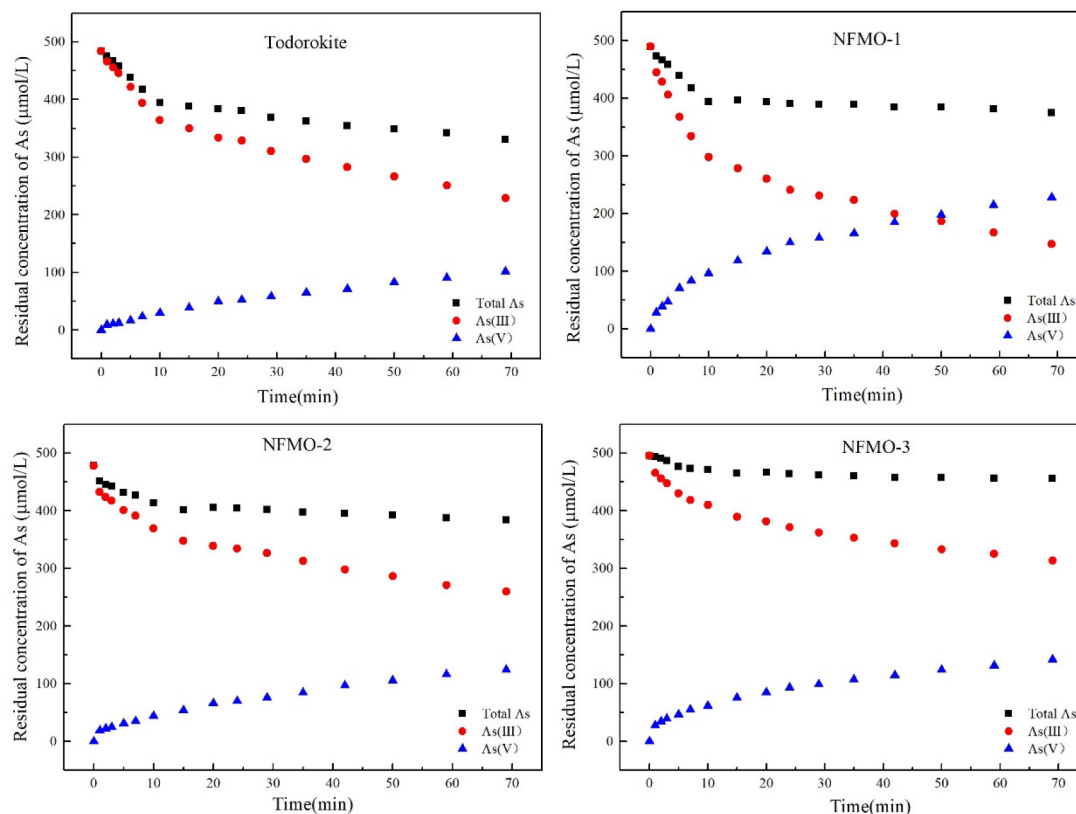 Todorokite
Residual concentration of As (μmol/L)
500
400
300
200
100
0
Total As
As(III)
As(V)
0 10 20 30 40 50 60 70
Time(min)
NFMO-1
Residual concentration of As (μmol/L)
500
400
300
200
100
0
Total As
As(III)
As(V)
0 10 20 30 40 50 60 70
Time(min)
NFMO-2
Residual concentration of As (μmol/L)
500
400
300
200
100
0
Total As
As(III)
As(V)
0 10 20 30 40 50 60 70
Time(min)
NFMO-3
Residual concentration of As (μmol/L)
500
400
300
200
100
0
Total As
As(III)
As(V)
0 10 20 30 40 50 60 70
Time(min)